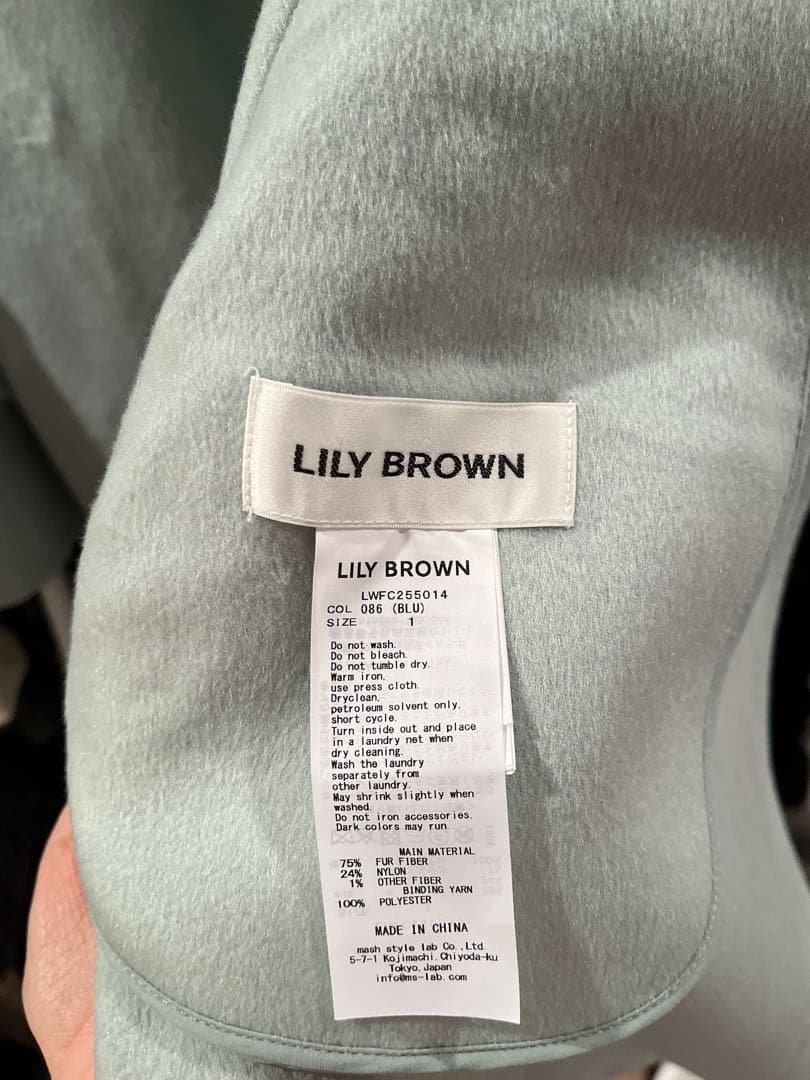 LILY BROWN
LILY BROWN
LWFC255014
COL 086 (BLU)
SIZE 1
Do not wash.
Do not bleach.
Do not tumble dry.
Warm iron,
use press cloth.
Dryclean,
petroleum solvent only,
short cycle.
Turn inside out and place
in a laundry net when
dry cleaning.
Wash the laundry
separately from
other laundry.
May shrink slightly when
washed.
Do not iron accessories.
Dark colors may run.
MAIN MATERIAL
75% FUR FIBER
24% NYLON
1% OTHER FIBER
BINDING YARN
100% POLYESTER
MADE IN CHINA
mash style lab Co.,Ltd.
5-7-1 Kojimachi.Chiyoda-ku
Tokyo,Japan
info@ms-lab.com